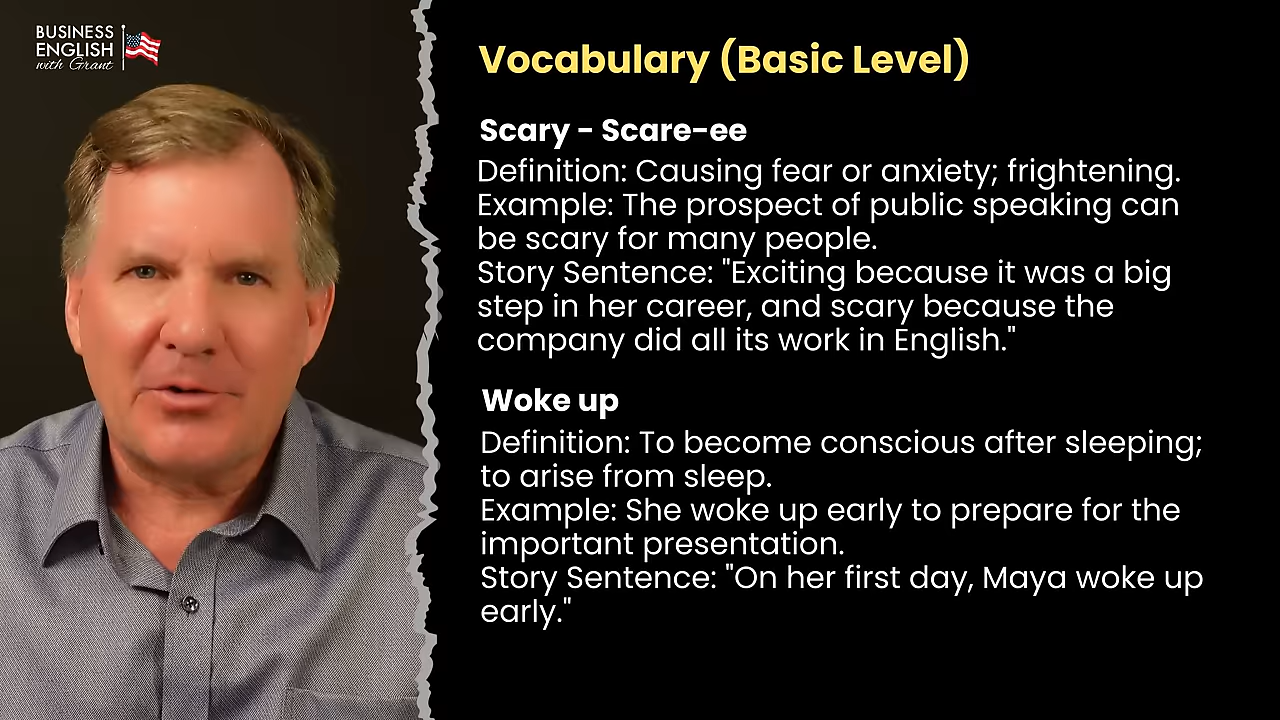 BUSINESS
ENGLISH
with Grant
Vocabulary (Basic Level)
Scary - Scare-ee
Definition: Causing fear or anxiety; frightening.
Example: The prospect of public speaking can
be scary for many people.
Story Sentence: "Exciting because it was a big
step in her career, and scary because the
company did all its work in English."
Woke up
Definition: To become conscious after sleeping;
to arise from sleep.
Example: She woke up early to prepare for the
important presentation.
Story Sentence: "On her first day, Maya woke up
early."